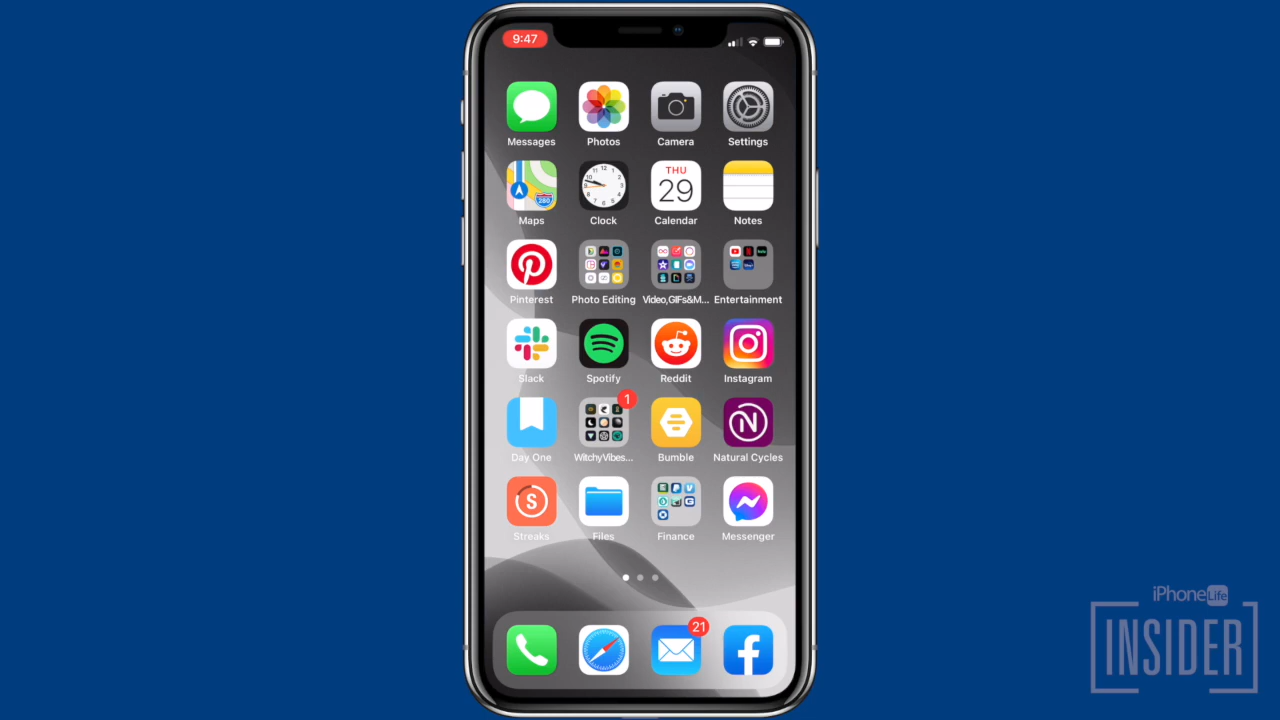 9:47
Messages
Photos
Camera
Settings
Maps
280
Clock
THU
29
Calendar
Notes
Pinterest
Photo Editing
Video,GIFs&M...
Entertainment
Slack
Spotify
Reddit
Instagram
Day One
1
WitchyVibes...
Bumble
Natural Cycles
S
Streaks
Files
Finance
Messenger
21
iPhoneLife
INSIDER